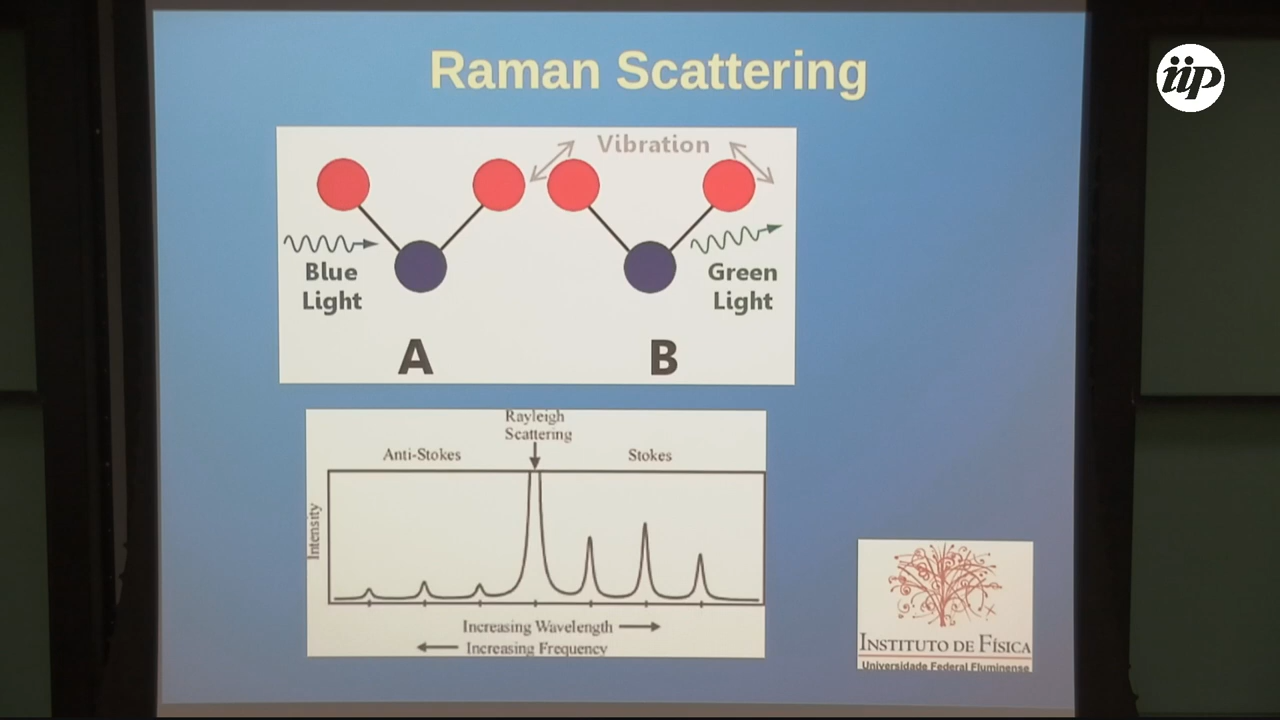 Raman Scattering
iip
Vibration
Blue
Light
Green
Light
A
B
Rayleigh
Scattering
Anti-Stokes
Stokes
Intensity
Increasing Wavelength
Increasing Frequency
INSTITUTO DE FÍSICA
Universidade Federal Fluminense